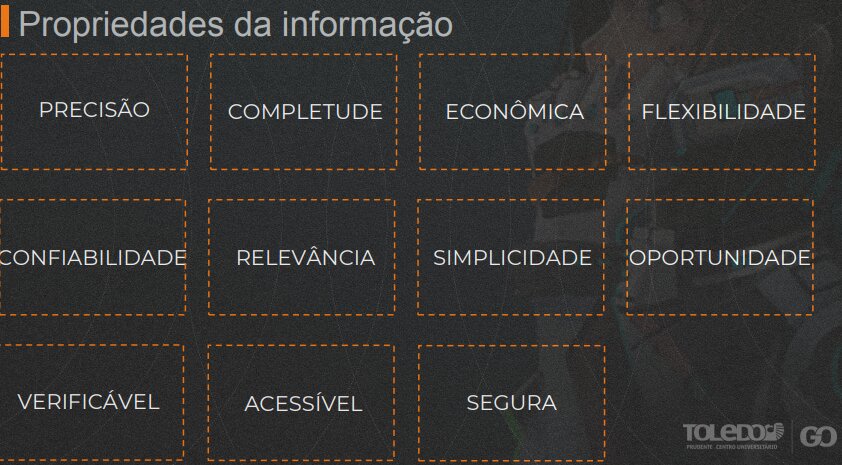 Propriedades da informação
PRECISÃO
COMPLETUDE
ECONÔMICA
FLEXIBILIDADE
CONFIABILIDADE
RELEVÂNCIA
SIMPLICIDADE
OPORTUNIDADE
VERIFICÁVEL
ACESSÍVEL
SEGURA
TOLEDO
PRUDENTE CENTRO UNIVERSITÁRIO
GO